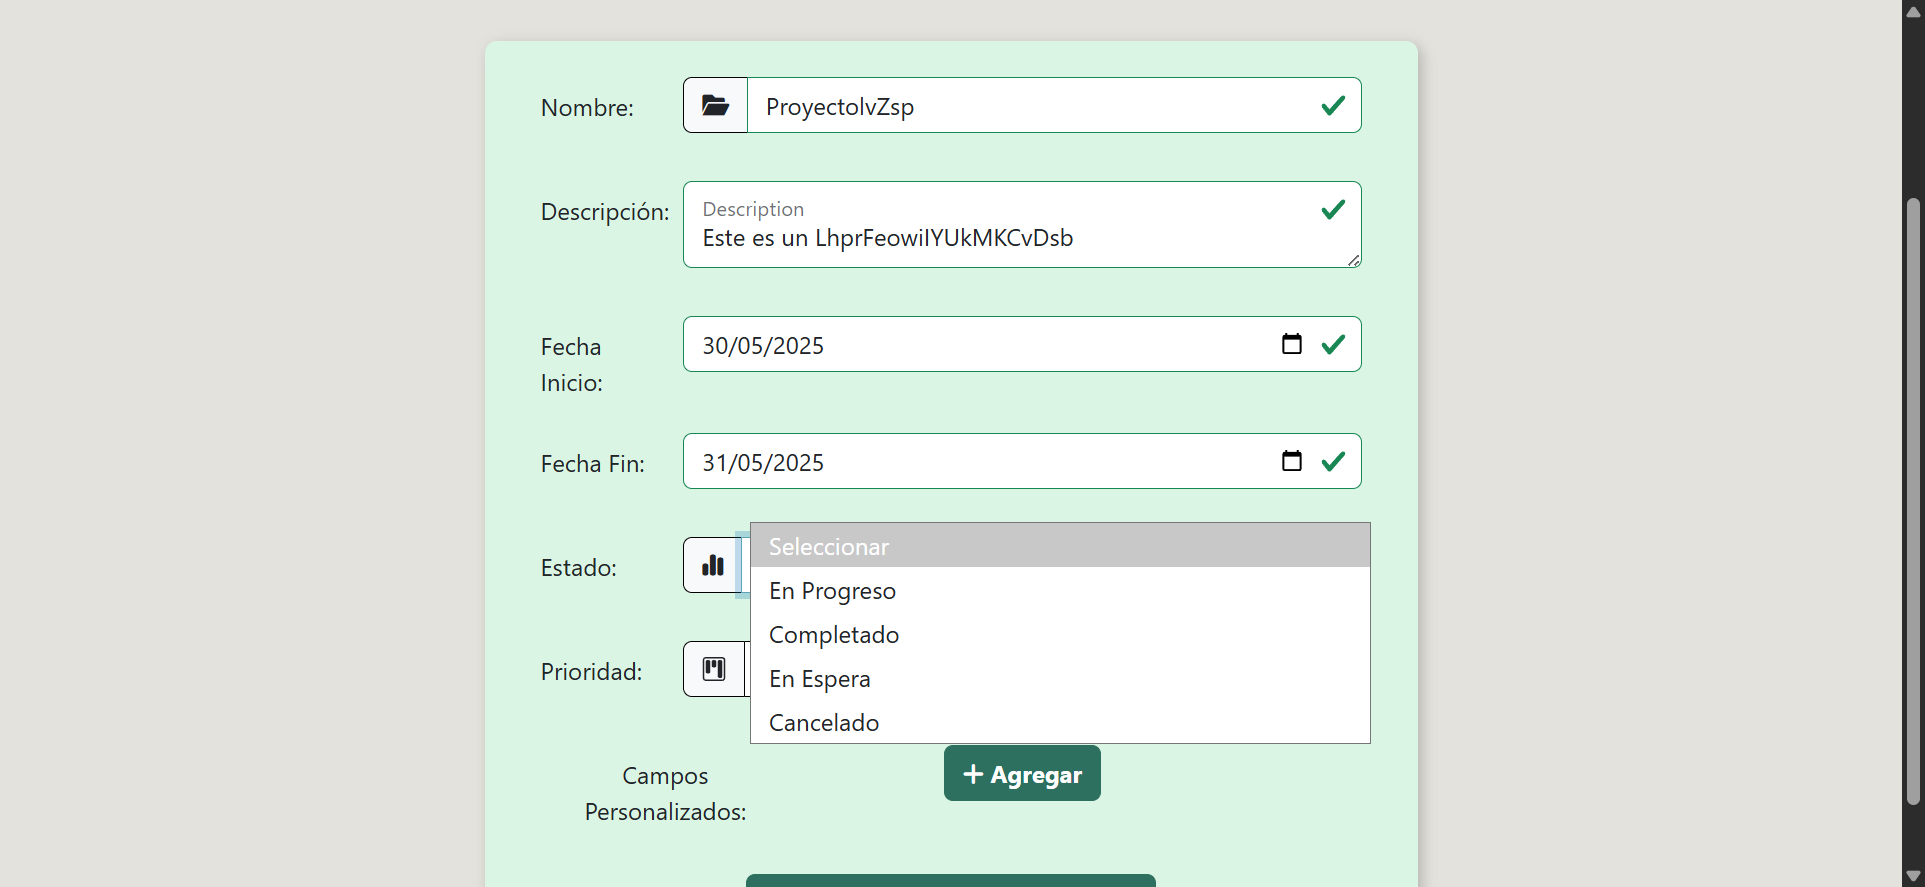 Nombre:
ProyectolvZsp
Descripción:
Description
Este es un LhprFeowiIYUkMKCvDsb
Fecha
Inicio:
30/05/2025
Fecha Fin:
31/05/2025
Estado:
Seleccionar
En Progreso
Completado
En Espera
Cancelado
Prioridad:
Campos
Personalizados:
+ Agregar